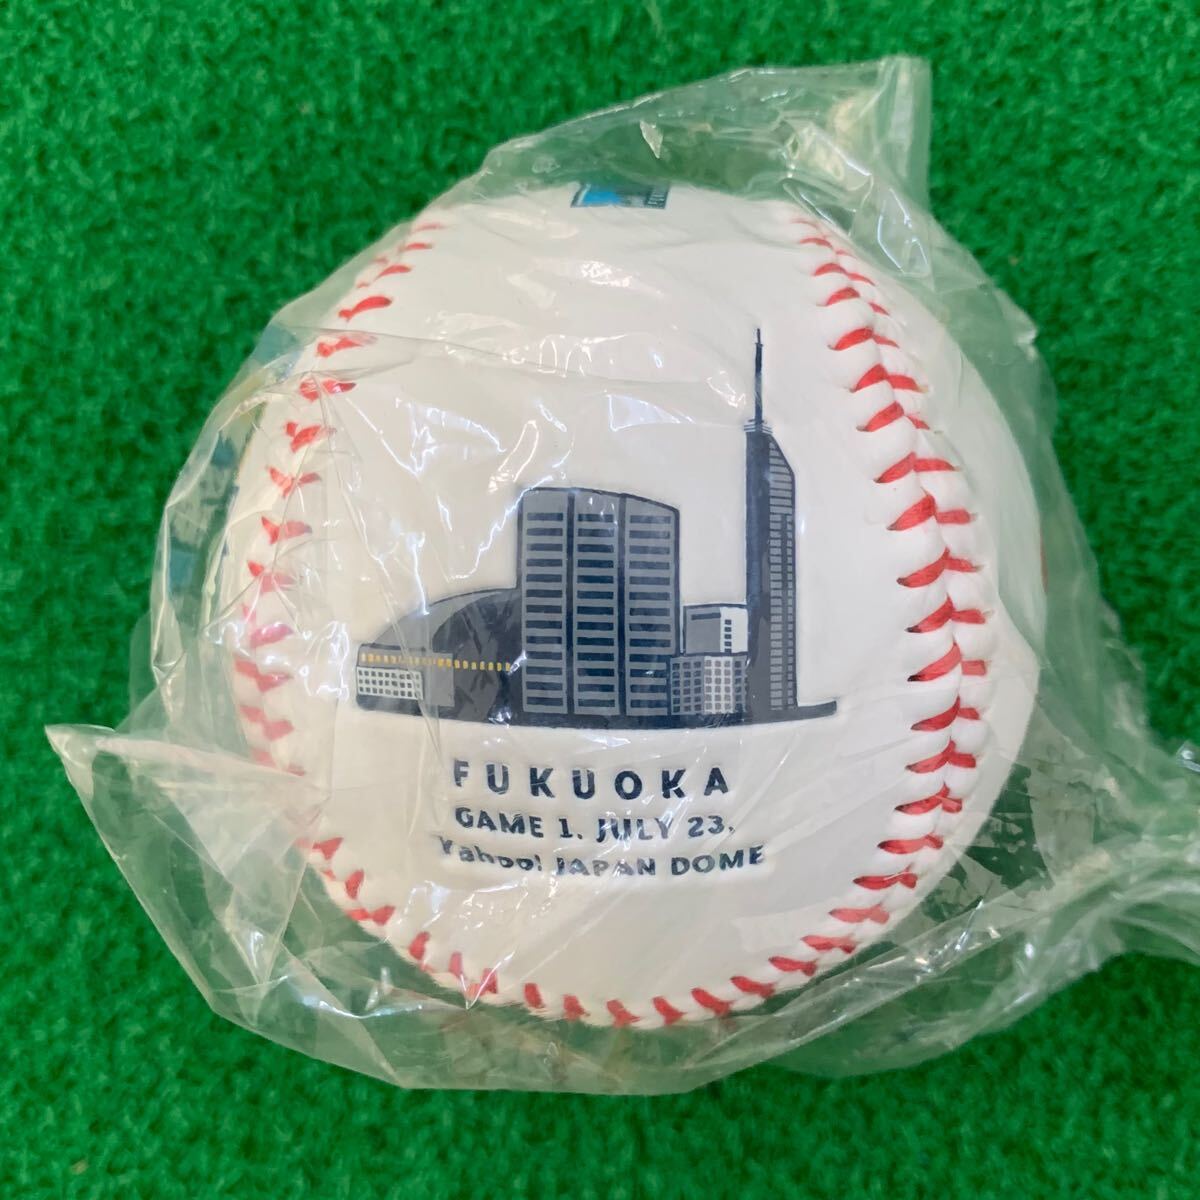 FUKUOKA
GAME 1. JULY 23.
Yahoo! JAPAN DOME